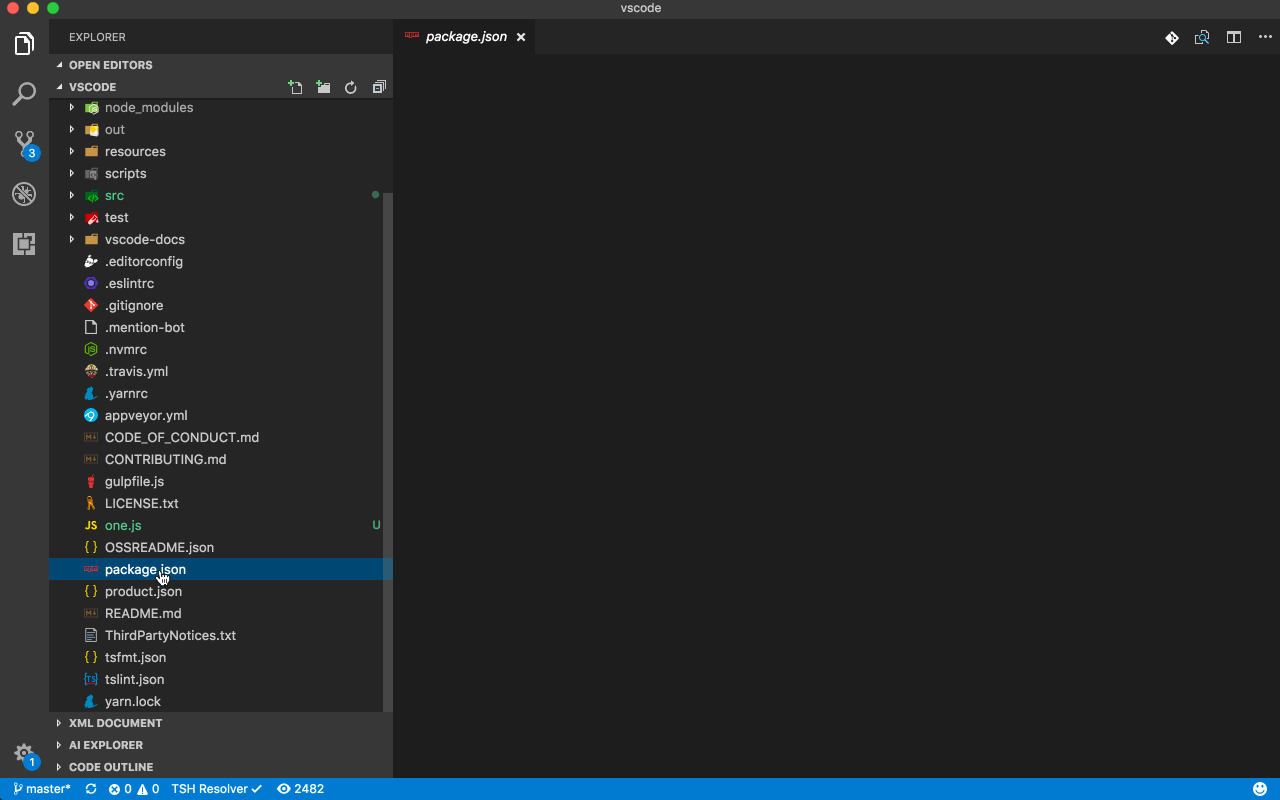 vscode
EXPLORER
package.json
OPEN EDITORS
VSCODE
node_modules
out
resources
scripts
src
test
vscode-docs
.editorconfig
.eslintrc
.gitignore
.mention-bot
.nvmrc
.travis.yml
.yarnrc
appveyor.yml
CODE_OF_CONDUCT.md
CONTRIBUTING.md
gulpfile.js
LICENSE.txt
JS one.js U
{ } OSSREADME.json
package.json
{ } product.json
README.md
ThirdPartyNotices.txt
{ } tsfmt.json
[TS] tslint.json
yarn.lock
XML DOCUMENT
AI EXPLORER
CODE OUTLINE
3
1
master* 0 0 TSH Resolver ✓ 2482